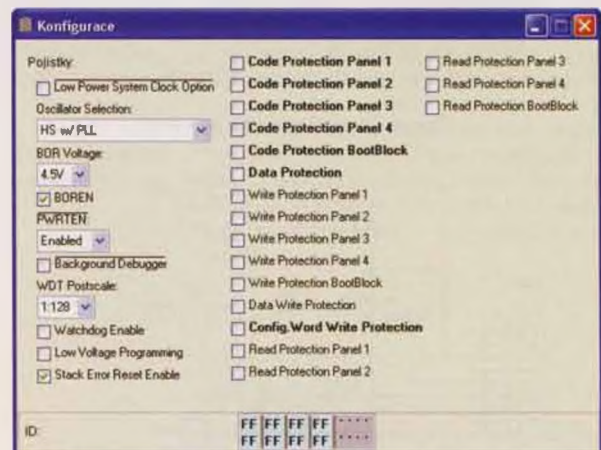 Konfigurace
Pojistky:
Low Power System Clock Option
Oscillator Selection:
HS w/ PLL
BOR Voltage:
4.5V
BOREN
PWRTEN:
Enabled
Background Debugger
WDT Postscale:
1:128
Watchdog Enable
Low Voltage Programming
Stack Error Reset Enable
Code Protection Panel 1
Code Protection Panel 2
Code Protection Panel 3
Code Protection Panel 4
Code Protection BootBlock
Data Protection
Write Protection Panel 1
Write Protection Panel 2
Write Protection Panel 3
Write Protection Panel 4
Write Protection BootBlock
Data Write Protection
Config.Word Write Protection
Read Protection Panel 1
Read Protection Panel 2
Read Protection Panel 3
Read Protection Panel 4
Read Protection BootBlock
ID:
FF FF FF FF ....
FF FF FF FF ....